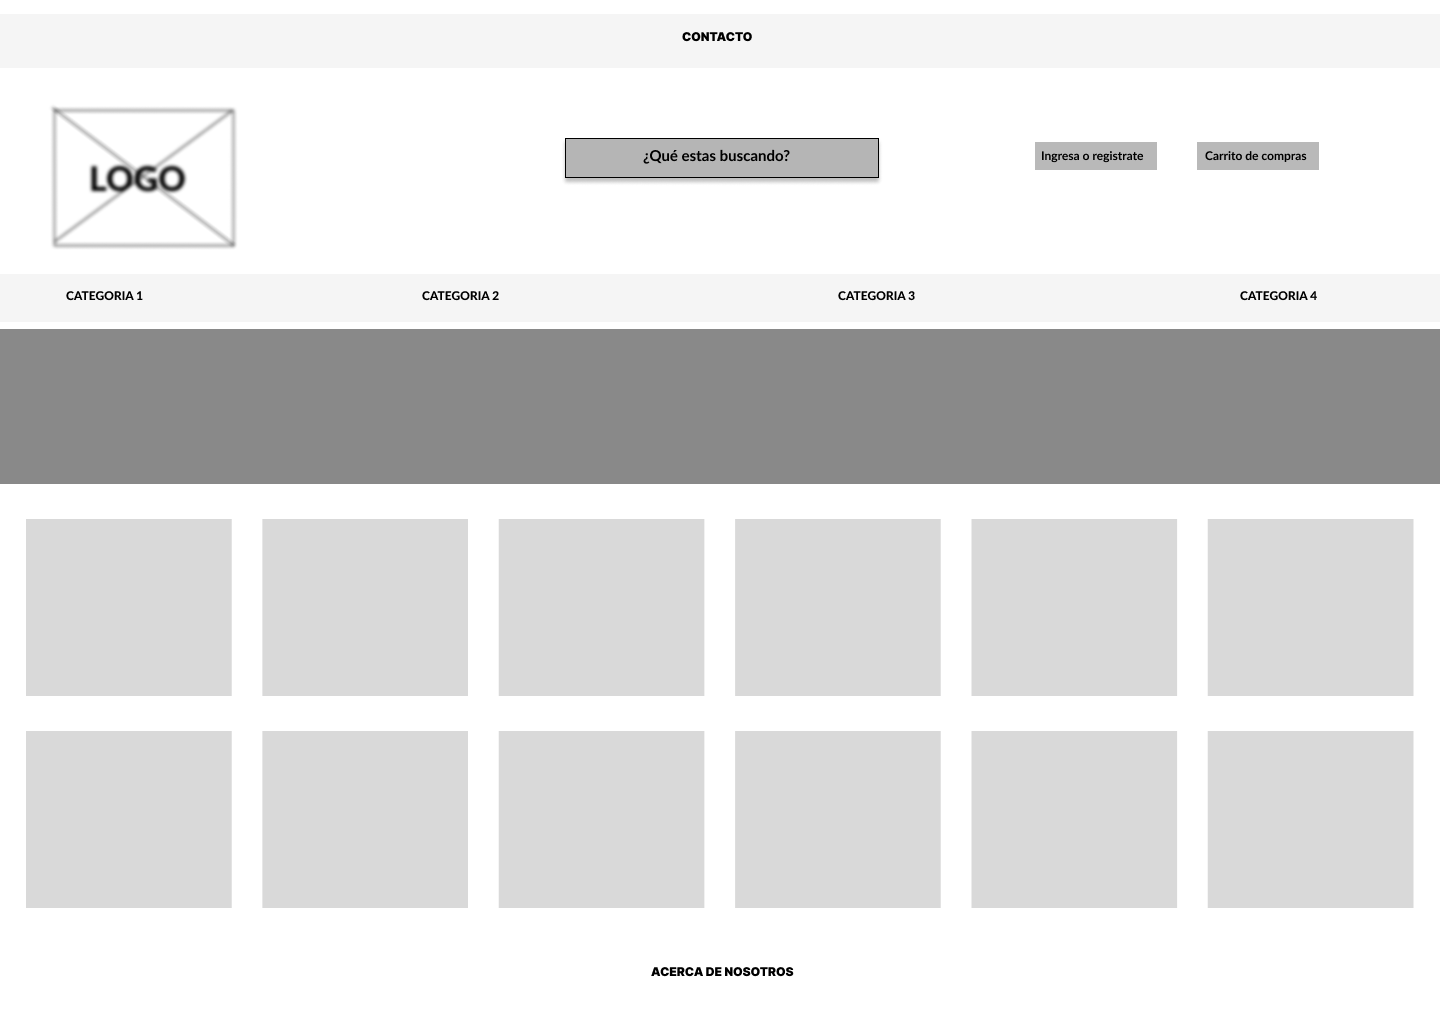 CONTACTO
LOGO
¿Qué estas buscando?
Ingresa o registrate
Carrito de compras
CATEGORIA 1
CATEGORIA 2
CATEGORIA 3
CATEGORIA 4
ACERCA DE NOSOTROS